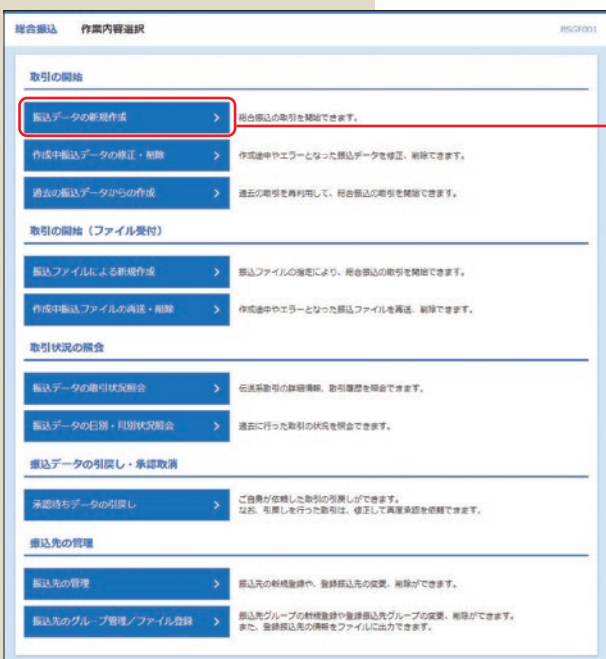 総合振込 作業内容選択 BSGF001
取引の開始
振込データの新規作成 総合振込の取引を開始できます。
作成中振込データの修正・削除 作成途中やエラーとなった振込データを修正、削除できます。
過去の振込データからの作成 過去の取引を再利用して、総合振込の取引を開始できます。
取引の開始（ファイル受付）
振込ファイルによる新規作成 振込ファイルの指定により、総合振込の取引を開始できます。
作成中振込ファイルの再送・削除 作成途中やエラーとなった振込ファイルを再送、削除できます。
取引状況の照会
振込データの取引状況照会 伝送系取引の詳細情報、取引履歴を照会できます。
振込データの日別・月別状況照会 過去に行った取引の状況を照会できます。
振込データの引戻し・承認取消
承認待ちデータの引戻し ご自身が依頼した取引の引戻しができます。
なお、引戻しを行った取引は、修正して再度承認を依頼できます。
振込先の管理
振込先の管理 振込先の新規登録や、登録振込先の変更、削除ができます。
振込先のグループ管理／ファイル登録 振込先グループの新規登録や登録振込先グループの変更、削除ができます。
また、登録振込先の情報をファイルに出力できます。